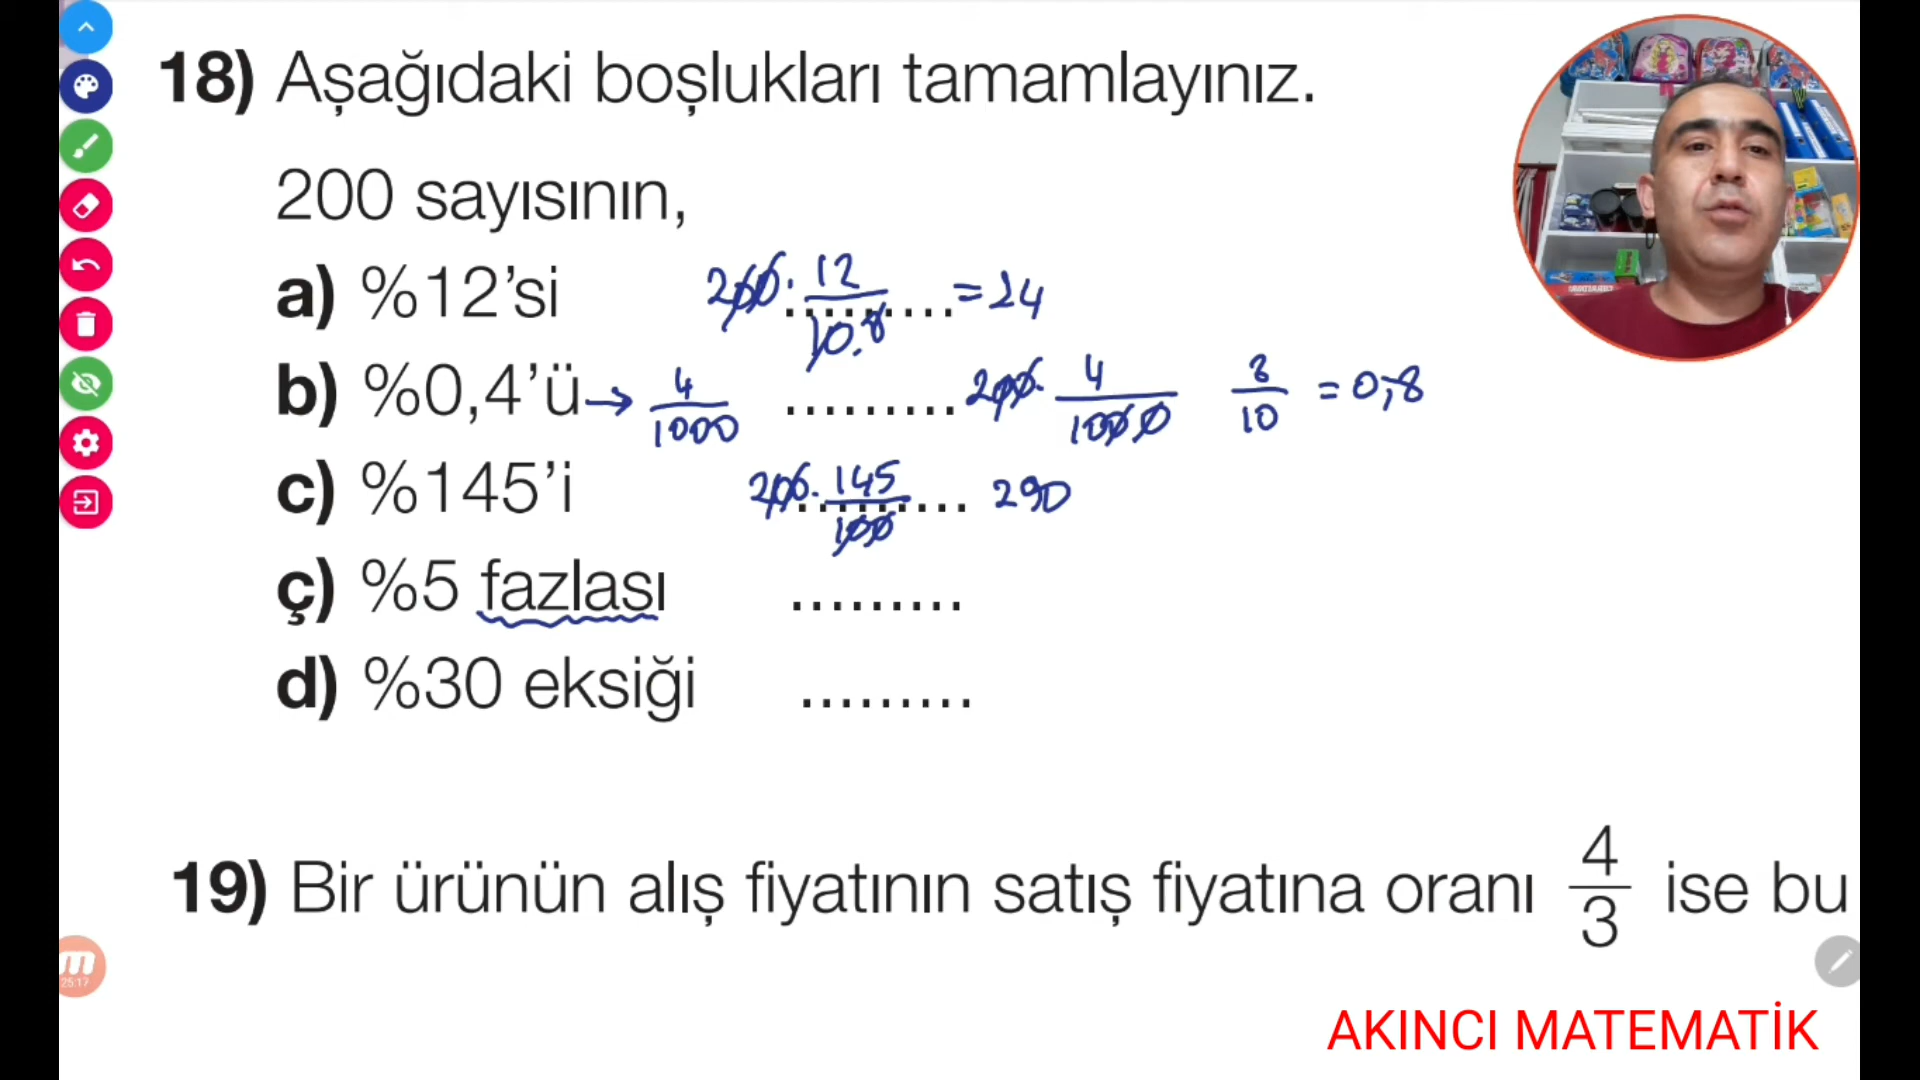 18) Aşağıdaki boşlukları tamamlayınız.
200 sayısının,
a) %12'si 200 . 12/100 ......... = 24
b) %0,4'ü → 4/1000 ......... 200 . 4/1000 8/10 = 0,8
c) %145'i 200 . 145/100 ......... 290
ç) %5 fazlası .........
d) %30 eksiği .........
19) Bir ürünün alış fiyatının satış fiyatına oranı 4/3 ise bu
m
25:17
AKINCI MATEMATİK